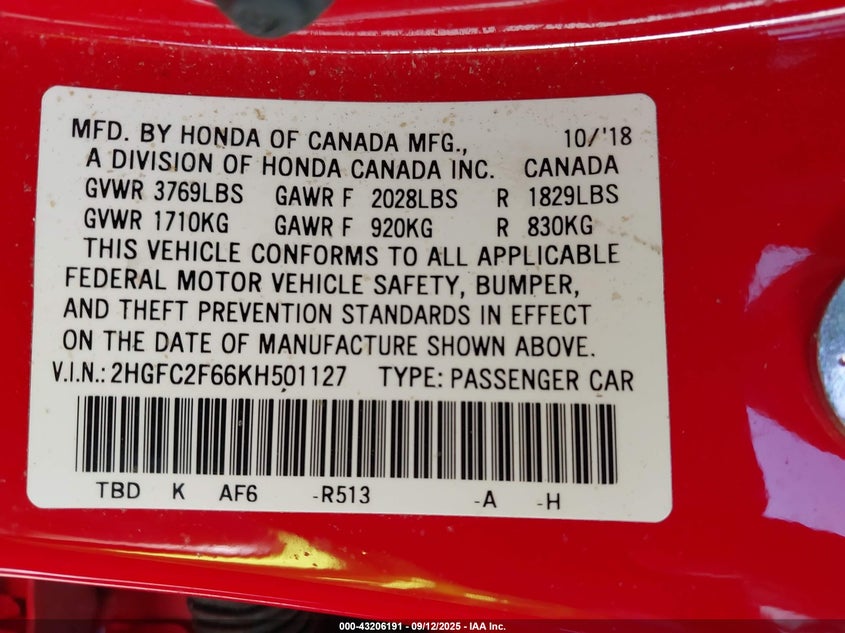 MFD. BY HONDA OF CANADA MFG., 10/'18
A DIVISION OF HONDA CANADA INC. CANADA
GVWR 3769LBS GAWR F 2028LBS R 1829LBS
GVWR 1710KG GAWR F 920KG R 830KG
THIS VEHICLE CONFORMS TO ALL APPLICABLE
FEDERAL MOTOR VEHICLE SAFETY, BUMPER,
AND THEFT PREVENTION STANDARDS IN EFFECT
ON THE DATE OF MANUFACTURE SHOWN ABOVE.
V.I.N.: 2HGFC2F66KH501127 TYPE: PASSENGER CAR
TBD K AF6 -R513 -A -H
000-43206191 - 09/12/2025 - IAA Inc.